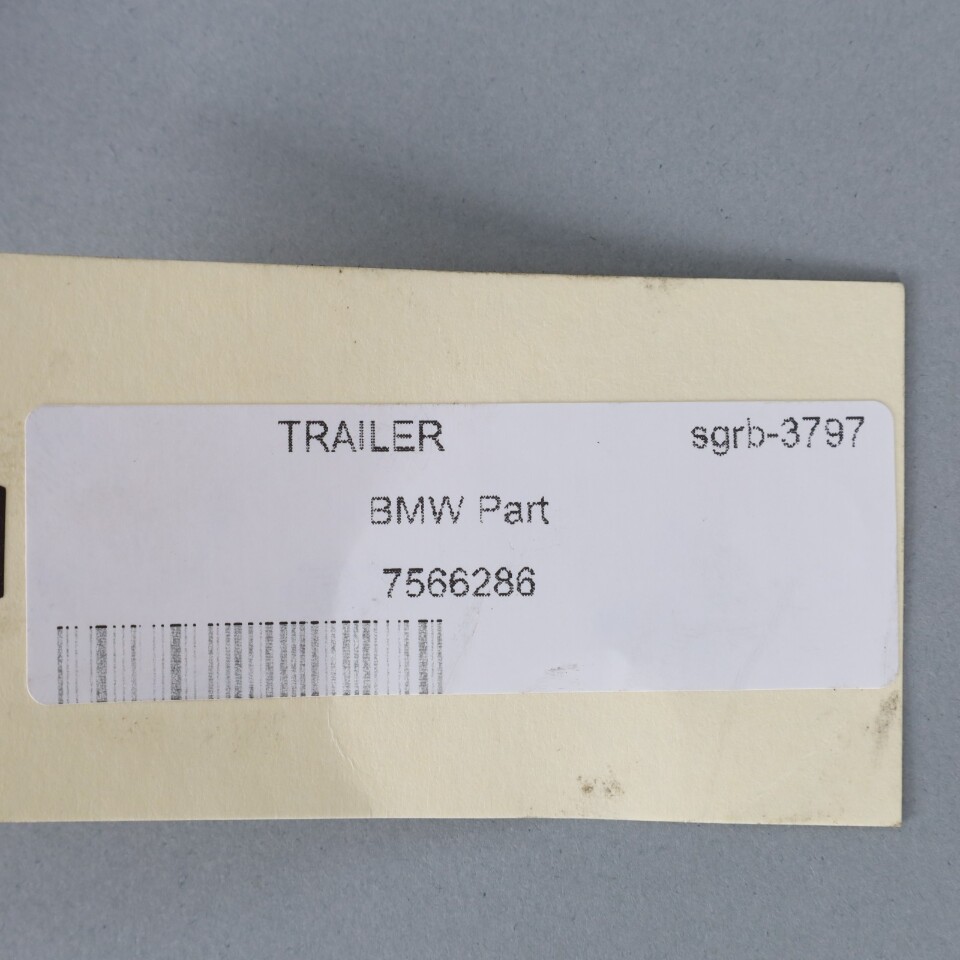 TRAILER sgrb-3797
BMW Part
7566286